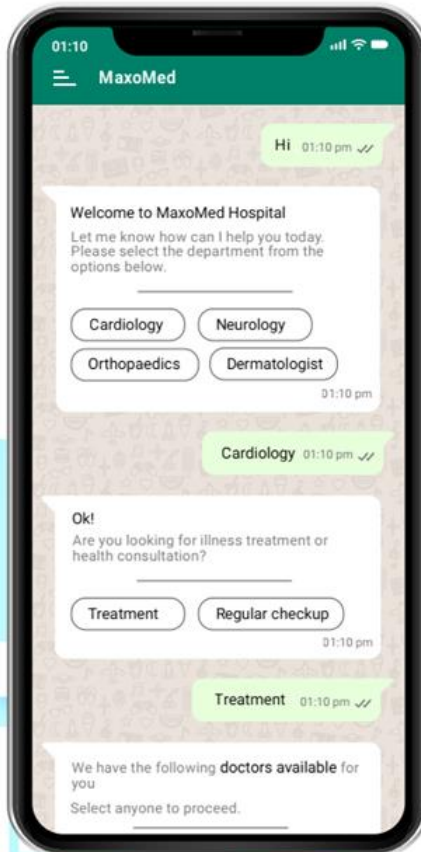 01:10
MaxoMed
Hi 01:10 pm
Welcome to MaxoMed Hospital
Let me know how can I help you today.
Please select the department from the
options below.
Cardiology Neurology
Orthopaedics Dermatologist
01:10 pm
Cardiology 01:10 pm
Ok!
Are you looking for illness treatment or
health consultation?
Treatment Regular checkup
01:10 pm
Treatment 01:10 pm
We have the following doctors available for
you
Select anyone to proceed.